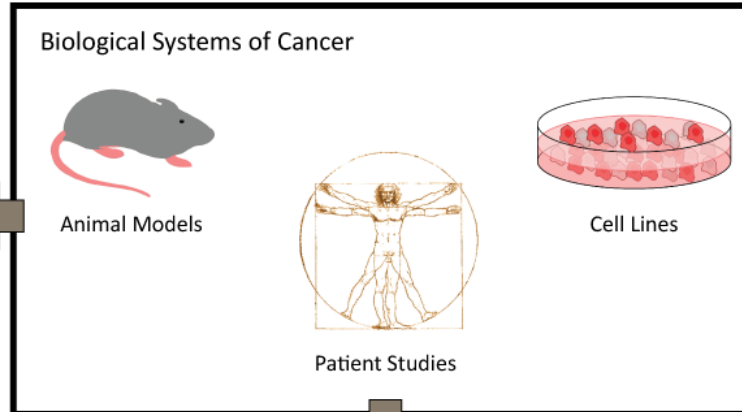 Biological Systems of Cancer
Animal Models
Cell Lines
Patient Studies